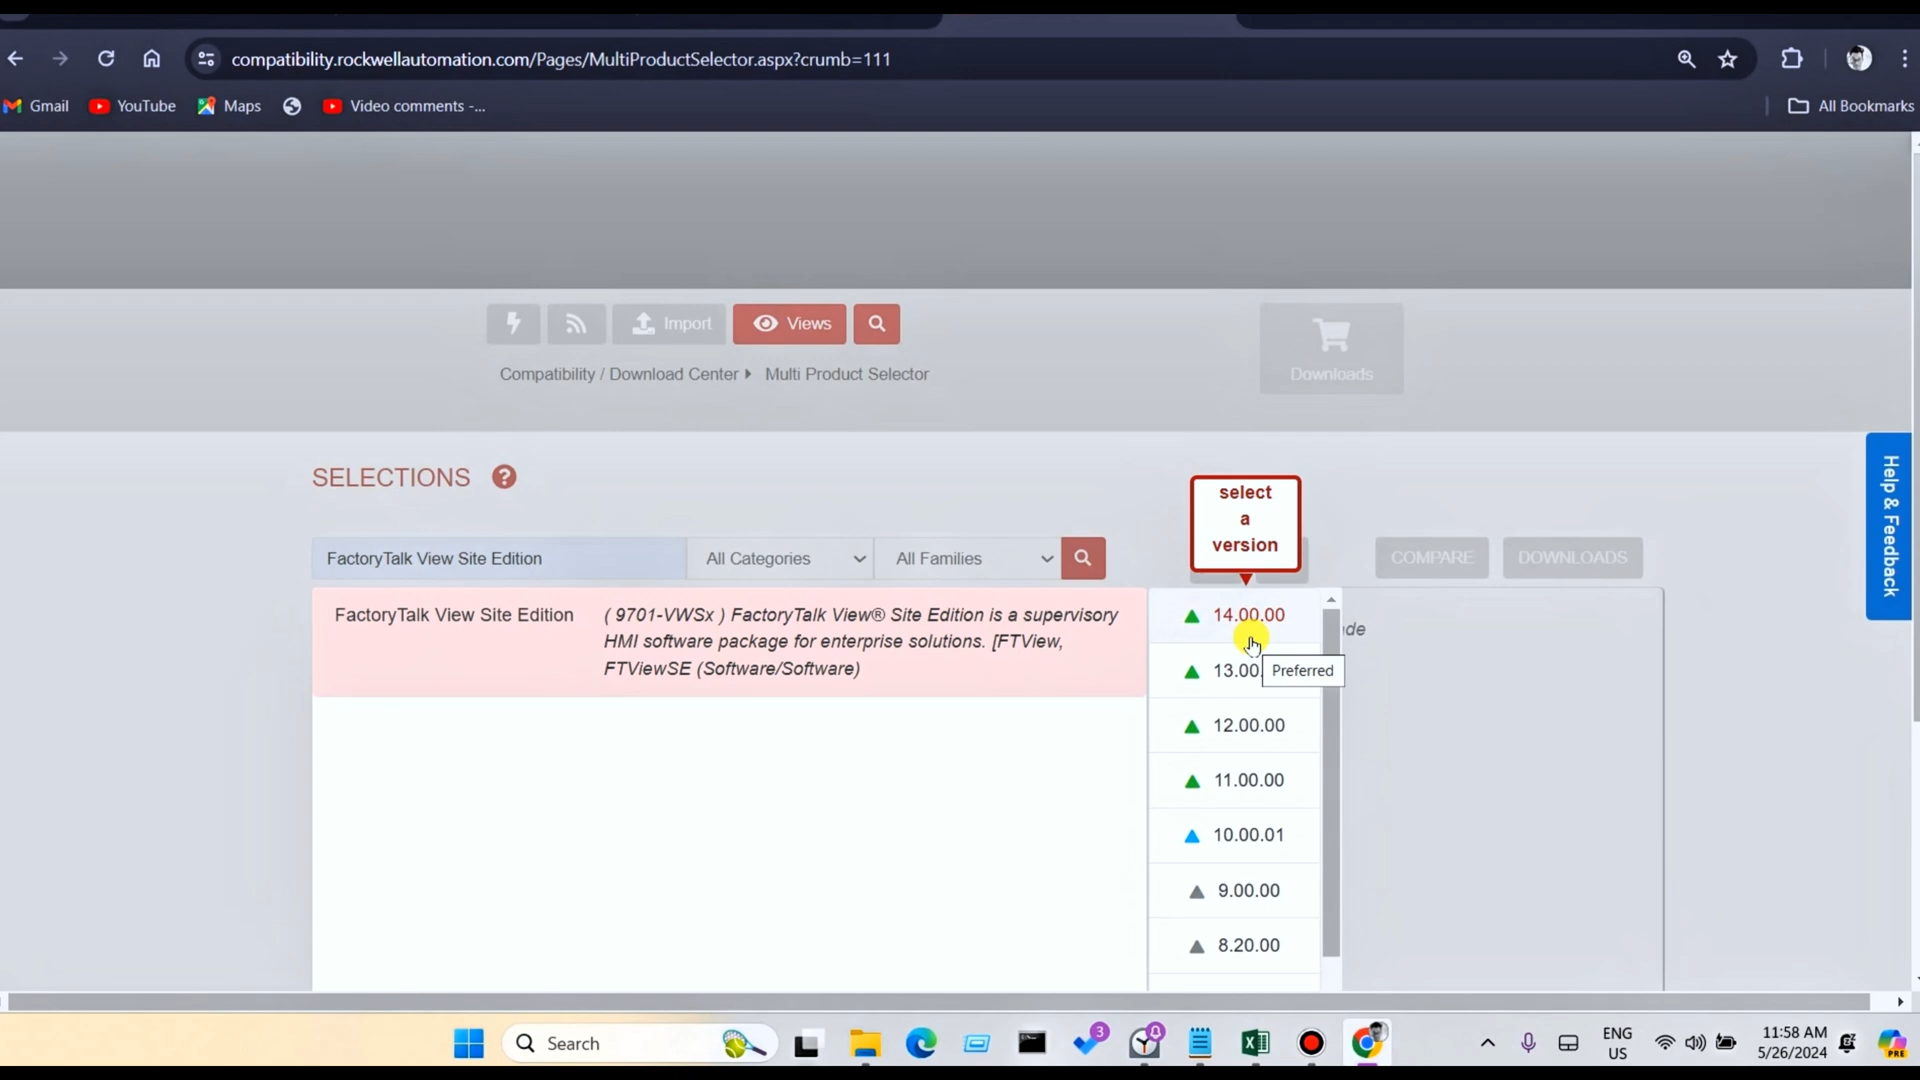 compatibility.rockwellautomation.com/Pages/MultiProductSelector.aspx?crumb=111
Gmail YouTube Maps Video comments -... All Bookmarks
Import Views
Downloads
Compatibility / Download Center Multi Product Selector
SELECTIONS ?
Help & Feedback
select
a
version
FactoryTalk View Site Edition All Categories All Families COMPARE DOWNLOADS
FactoryTalk View Site Edition ( 9701-VWSx ) FactoryTalk View® Site Edition is a supervisory
HMI software package for enterprise solutions. [FTView,
FTViewSE (Software/Software)
14.00.00
13.00.
Preferred
12.00.00
11.00.00
10.00.01
9.00.00
8.20.00
Search
3
ENG
US
11:58 AM
5/26/2024
PRE